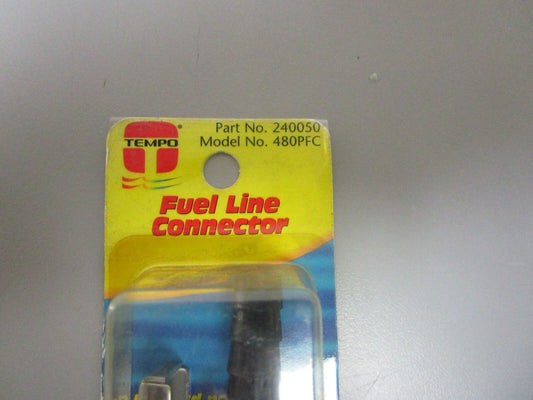 TEMPO®
Part No. 240050
Model No. 480PFC
Fuel Line
Connector